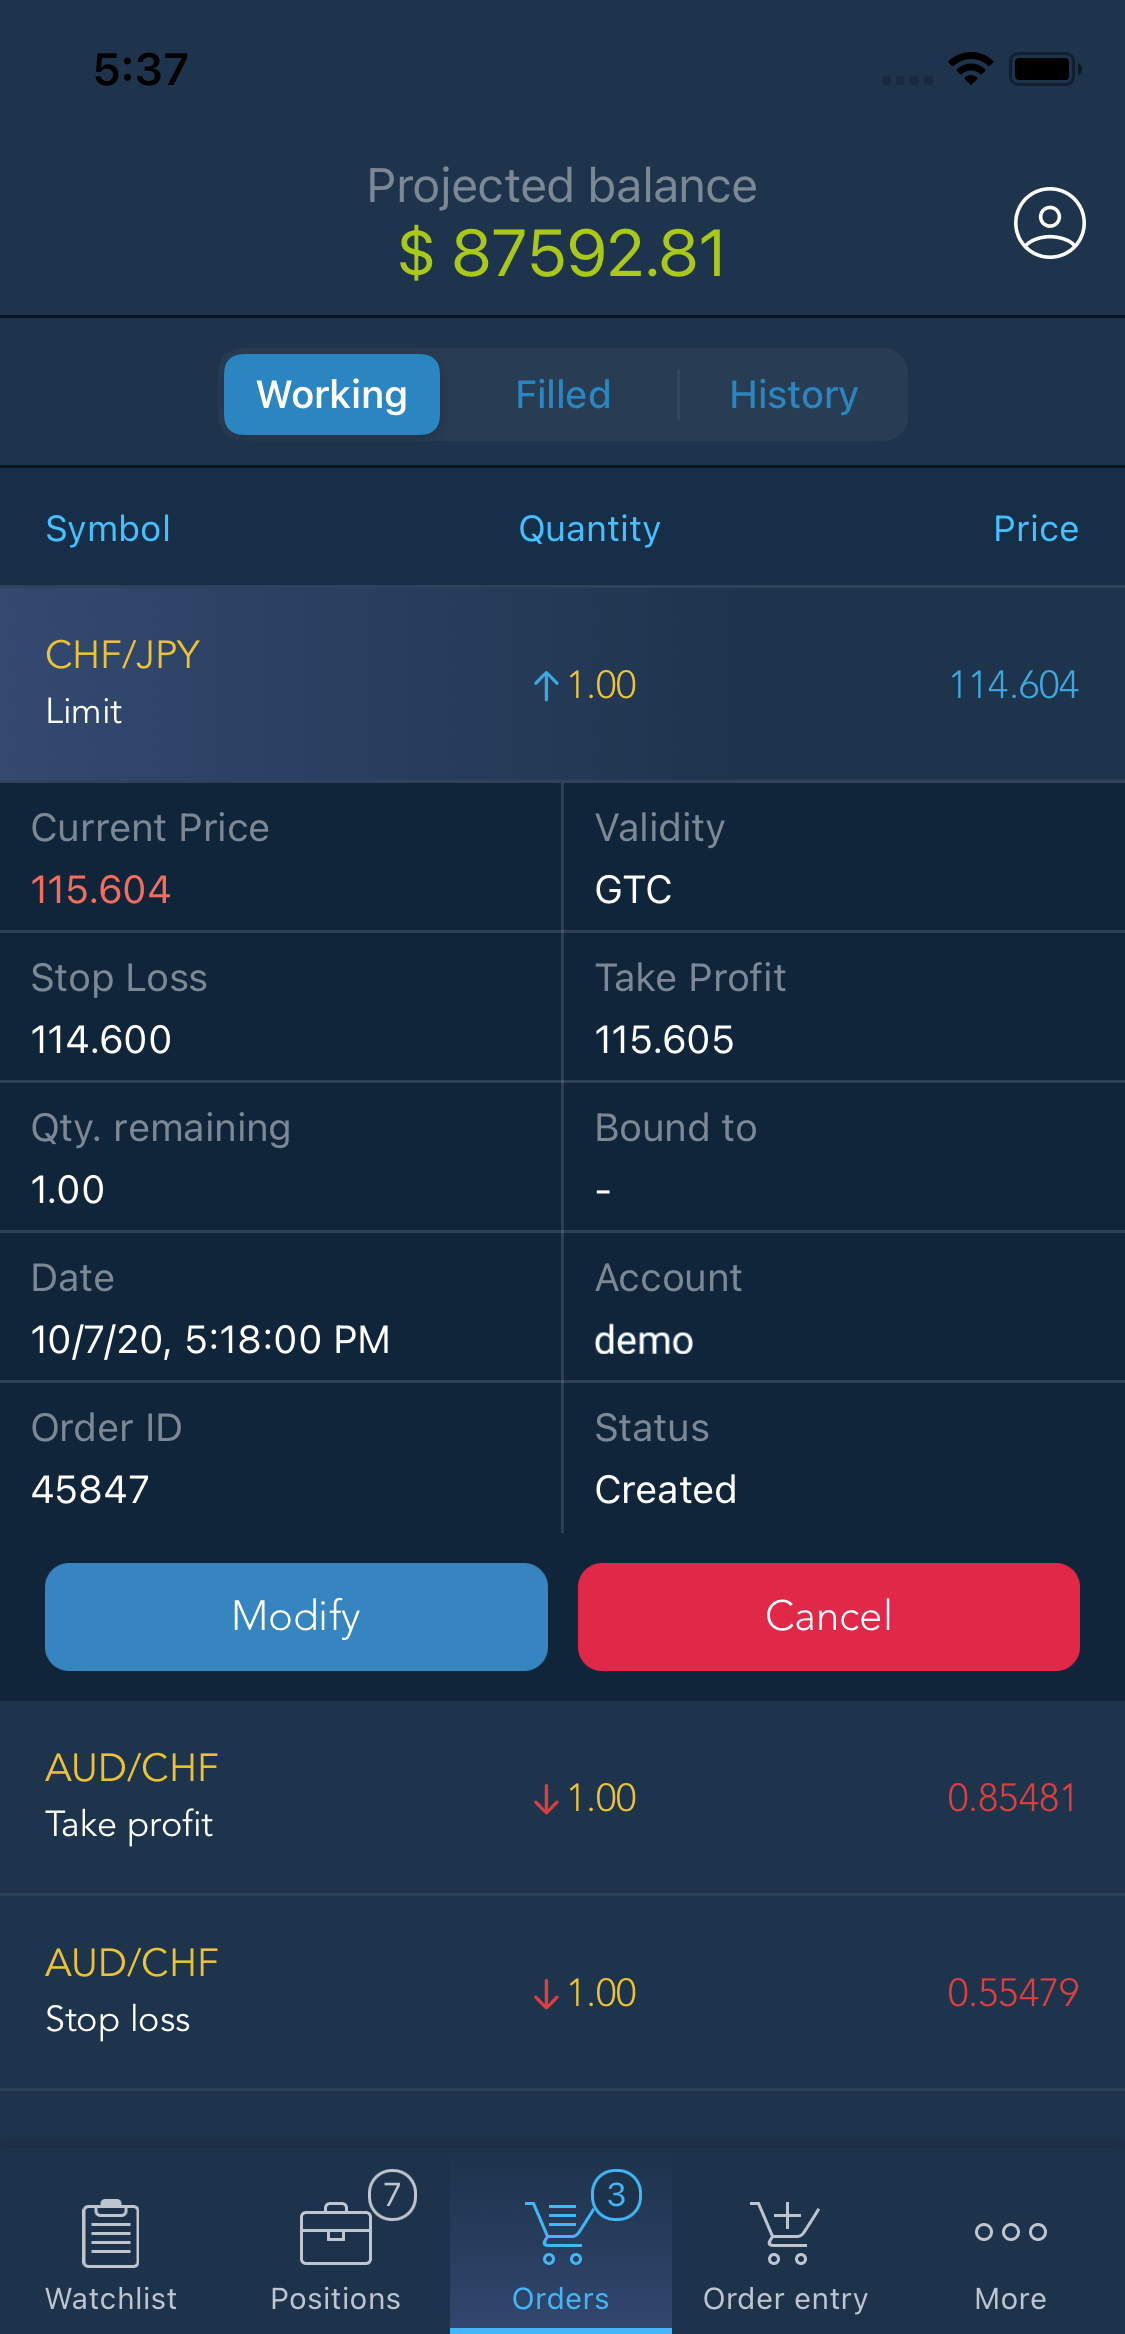 5:37
Projected balance
$ 87592.81
Working Filled History
Symbol Quantity Price
CHF/JPY
Limit
↑1.00 114.604
Current Price Validity
115.604 GTC
Stop Loss Take Profit
114.600 115.605
Qty. remaining Bound to
1.00 -
Date Account
10/7/20, 5:18:00 PM demo
Order ID Status
45847 Created
Modify Cancel
AUD/CHF
Take profit
↓1.00 0.85481
AUD/CHF
Stop loss
↓1.00 0.55479
7 3
Watchlist Positions Orders Order entry More